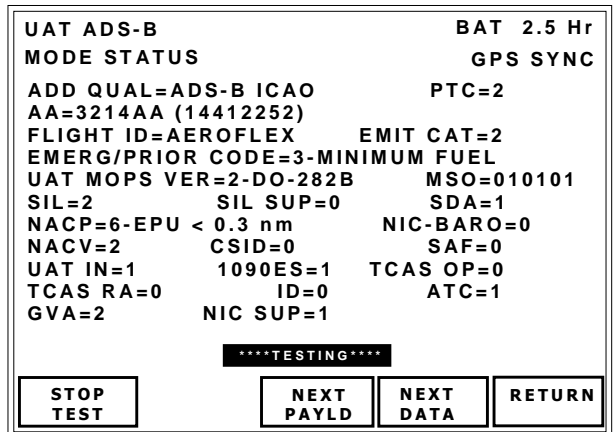 UAT ADS-B BAT 2.5 Hr
MODE STATUS GPS SYNC
ADD QUAL=ADS-B ICAO PTC=2
AA=3214AA (14412252)
FLIGHT ID=AEROFLEX EMIT CAT=2
EMERG/PRIOR CODE=3-MINIMUM FUEL
UAT MOPS VER=2-DO-282B MSO=010101
SIL=2 SIL SUP=0 SDA=1
NACP=6-EPU < 0.3 nm NIC-BARO=0
NACV=2 CSID=0 SAF=0
UAT IN=1 1090ES=1 TCAS OP=0
TCAS RA=0 ID=0 ATC=1
GVA=2 NIC SUP=1
****TESTING****
STOP TEST
NEXT PAYLD
NEXT DATA
RETURN